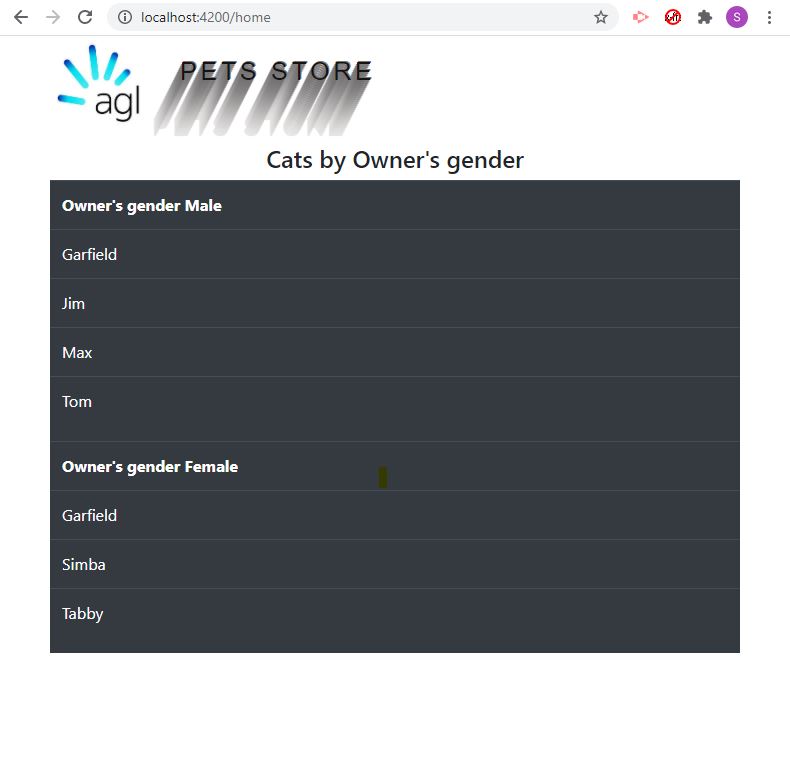 localhost:4200/home
S
PETS STORE
agl
Cats by Owner's gender
Owner's gender Male
Garfield
Jim
Max
Tom
Owner's gender Female
Garfield
Simba
Tabby